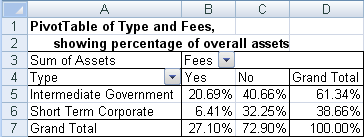 A B C D
1 PivotTable of Type and Fees,
2 showing percentage of overall assets
3 Sum of Assets Fees
4 Type Yes No Grand Total
5 Intermediate Government 20.69% 40.66% 61.34%
6 Short Term Corporate 6.41% 32.25% 38.66%
7 Grand Total 27.10% 72.90% 100.00%